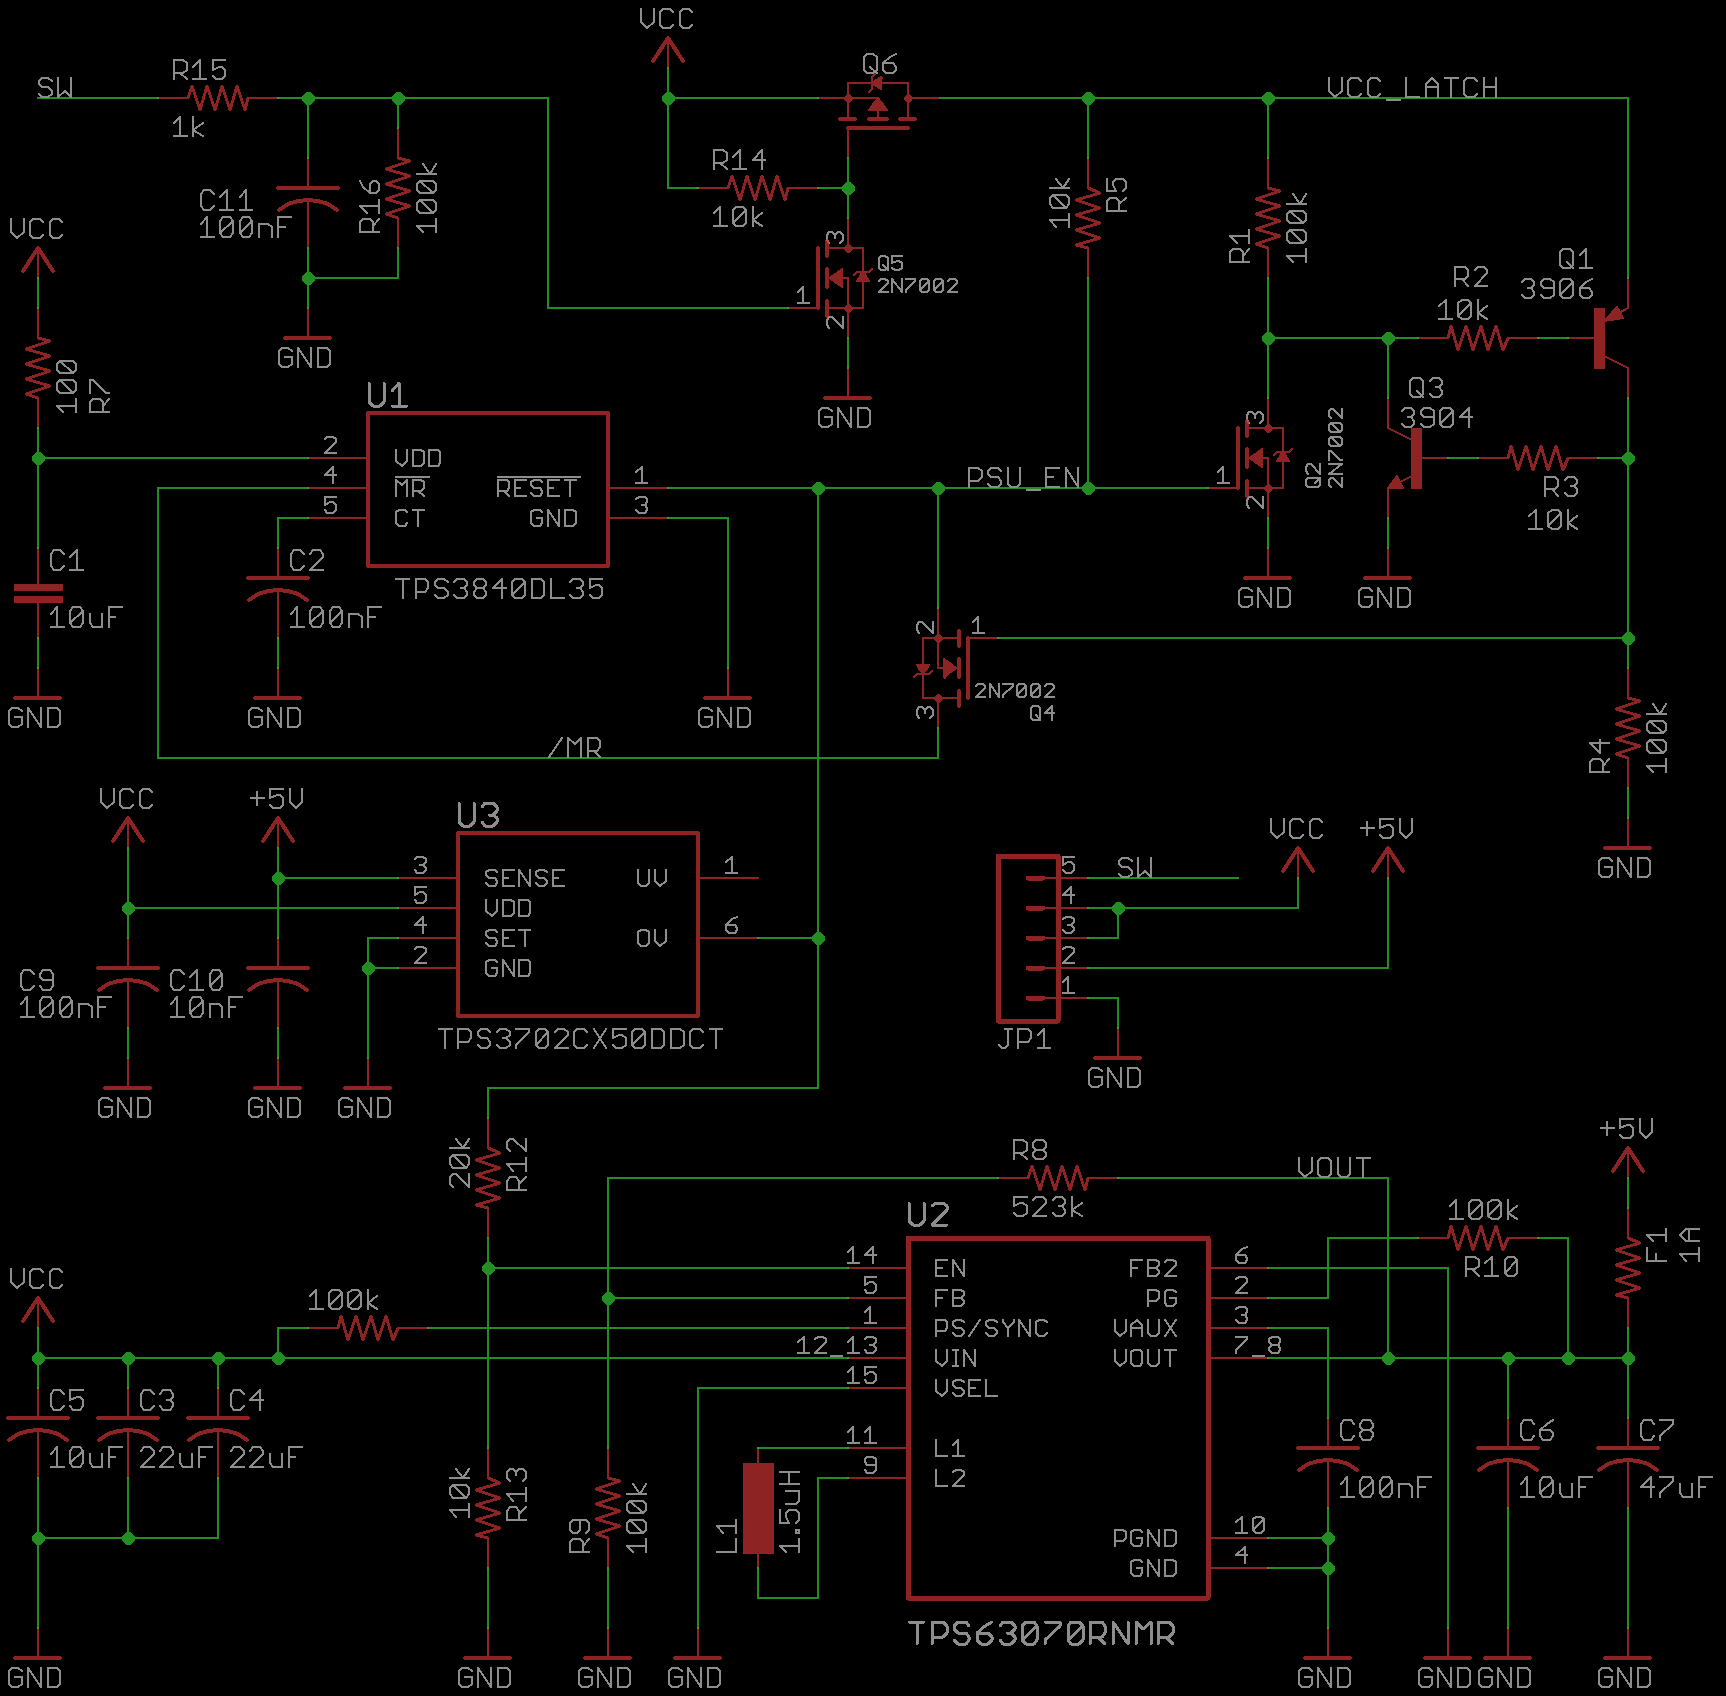 VCC
SW
R15
1k
Q6
VCC_LATCH
C11
100nF
R16
100k
R14
10k
10k
R5
R1
100k
VCC
3
Q5
2N7002
1
2
GND
GND
R2
10k
Q1
3906
100
R7
U1
Q3
3904
2
4
5
VDD
MR
CT
RESET
GND
1
3
TPS3840DL35
PSU_EN
3
1
2
Q2
2N7002
R3
10k
C1
10uF
C2
100nF
GND
GND
2
1
2N7002
Q4
3
GND
GND
GND
R4
100k
GND
/MR
VCC
+5V
U3
3
5
4
2
SENSE
VDD
SET
GND
UV
OV
1
6
TPS3702CX50DDCT
C9
100nF
C10
10nF
GND
GND
GND
5
4
3
2
1
SW
VCC
+5V
JP1
GND
20k
R12
R8
523k
VOUT
+5V
F1
1A
100k
R10
U2
VCC
100k
14
5
1
12_13
15
11
9
EN
FB
PS/SYNC
VIN
VSEL
L1
L2
FB2
PG
VAUX
VOUT
PGND
GND
6
2
3
7_8
10
4
TPS63070RNMR
C5
10uF
C3
22uF
C4
22uF
10k
R13
R9
100k
L1
1.5uH
C8
100nF
C6
10uF
C7
47uF
GND
GND
GND
GND
GND
GND
GND
GND